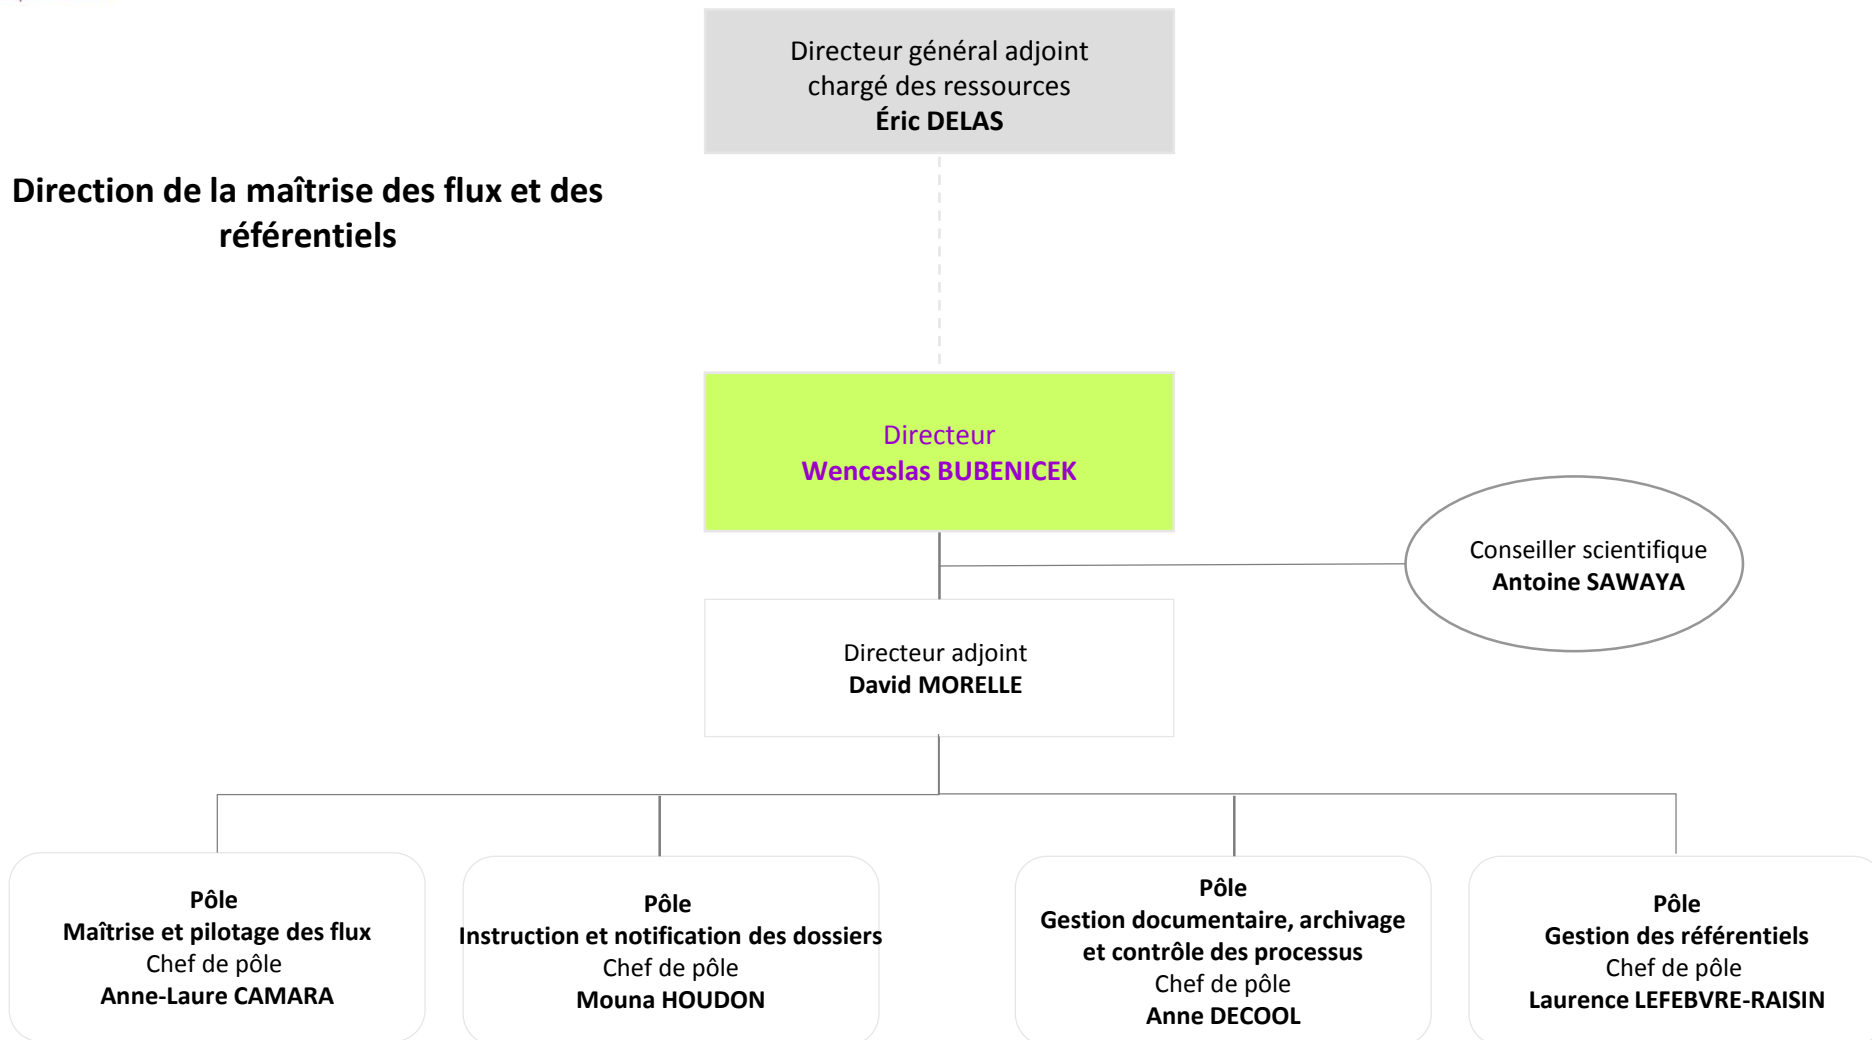 Directeur général adjoint
chargé des ressources
Éric DELAS
Direction de la maîtrise des flux et des
référentiels
Directeur
Wenceslas BUBENICEK
Conseiller scientifique
Antoine SAWAYA
Directeur adjoint
David MORELLE
Pôle
Maîtrise et pilotage des flux
Chef de pôle
Anne-Laure CAMARA
Pôle
Instruction et notification des dossiers
Chef de pôle
Mouna HOUDON
Pôle
Gestion documentaire, archivage
et contrôle des processus
Chef de pôle
Anne DECOOL
Pôle
Gestion des référentiels
Chef de pôle
Laurence LEFEBVRE-RAISIN